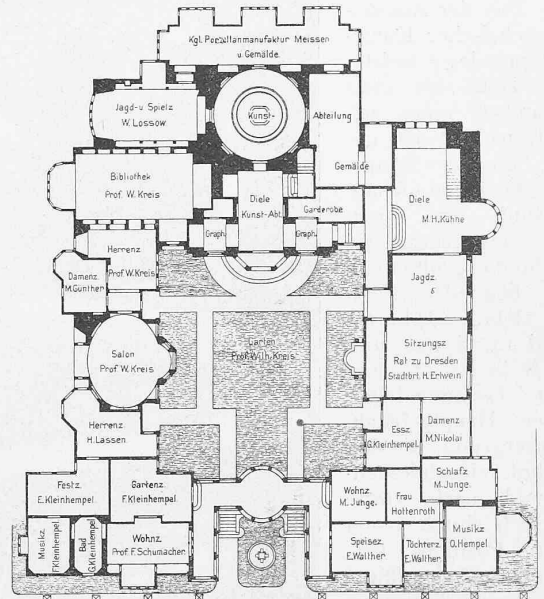 Kgl. Porzellanmanufaktur Meissen
u. Gemälde
Jagd-u Spielz
W. Lossow
Kunst-
Abteilung
Gemälde
Bibliothek
Prof. W. Kreis
Diele
Kunst-Abt.
Garderobe
Graph.
Graph.
Diele
M.H. Kühne
Herrenz
Prof W. Kreis
Damenz
M. Günther
Jagdz
Salon
Prof W. Kreis
Garten
Prof. Wilh. Kreis
Sitzungsz
Rat zu Dresden
Stadtbrt. H. Erlwein
Herrenz
H. Lassen
Essz
G. Kleinhempel
Damenz
M. Nikolai
Festz.
E. Kleinhempel
Gartenz
F. Kleinhempel
Wohnz
M. Junge.
Frau
Hottenroth
Schlafz
M. Junge.
Musikz
F. Kleinhempel
Bad
G. Kleinhempel
Wohnz
Prof F. Schumacher
Speisez
E. Walther
Töchterz
E. Walther
Musikz
O. Hempel